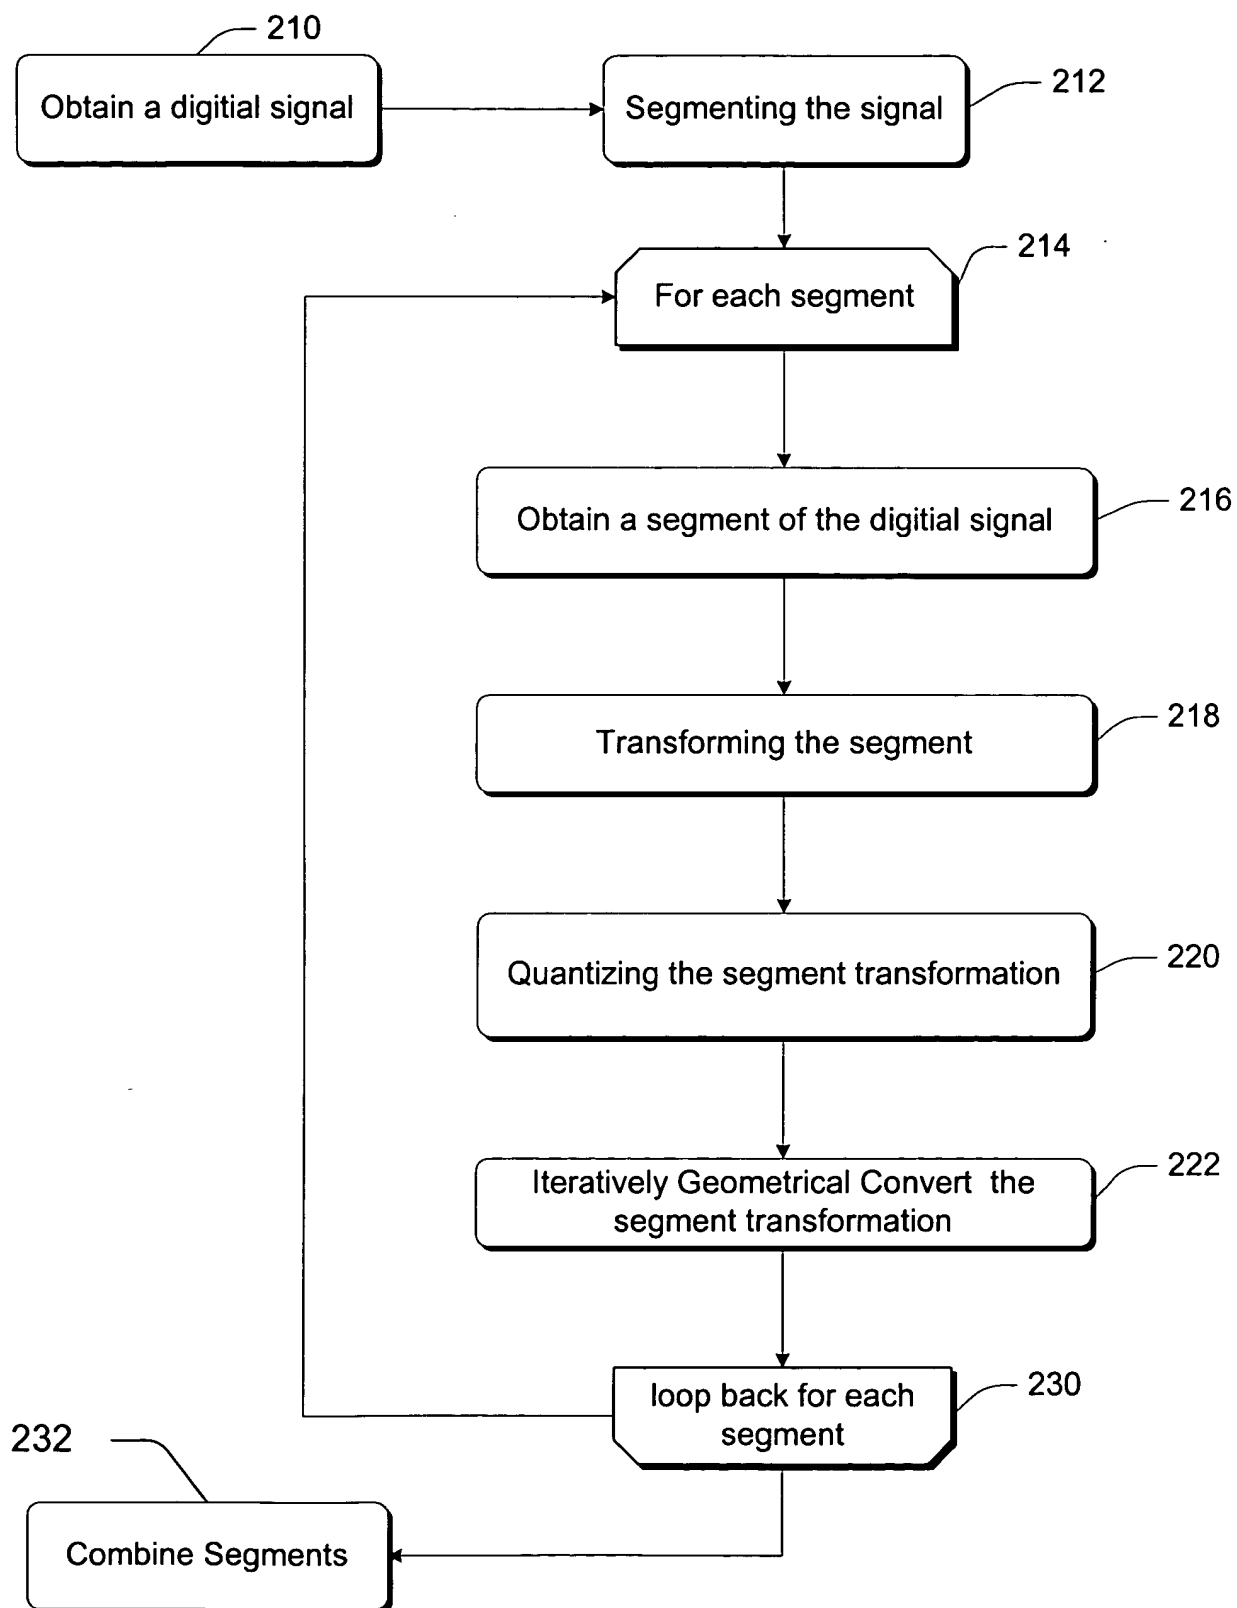 210
Obtain a digitial signal
Segmenting the signal
212
For each segment
214
Obtain a segment of the digitial signal
216
Transforming the segment
218
Quantizing the segment transformation
220
Iteratively Geometrical Convert the
segment transformation
222
loop back for each
segment
230
232
Combine Segments